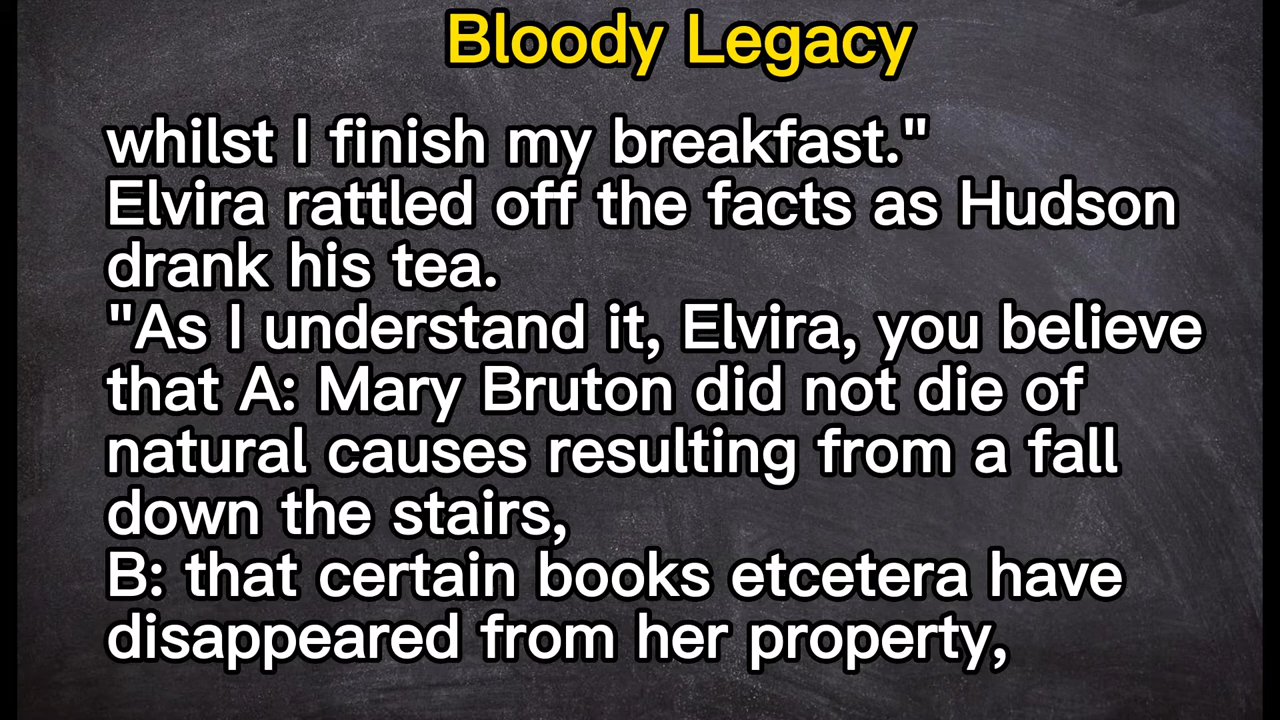 Bloody Legacy
whilst I finish my breakfast."
Elvira rattled off the facts as Hudson
drank his tea.
"As I understand it, Elvira, you believe
that A: Mary Bruton did not die of
natural causes resulting from a fall
down the stairs,
B: that certain books etcetera have
disappeared from her property,